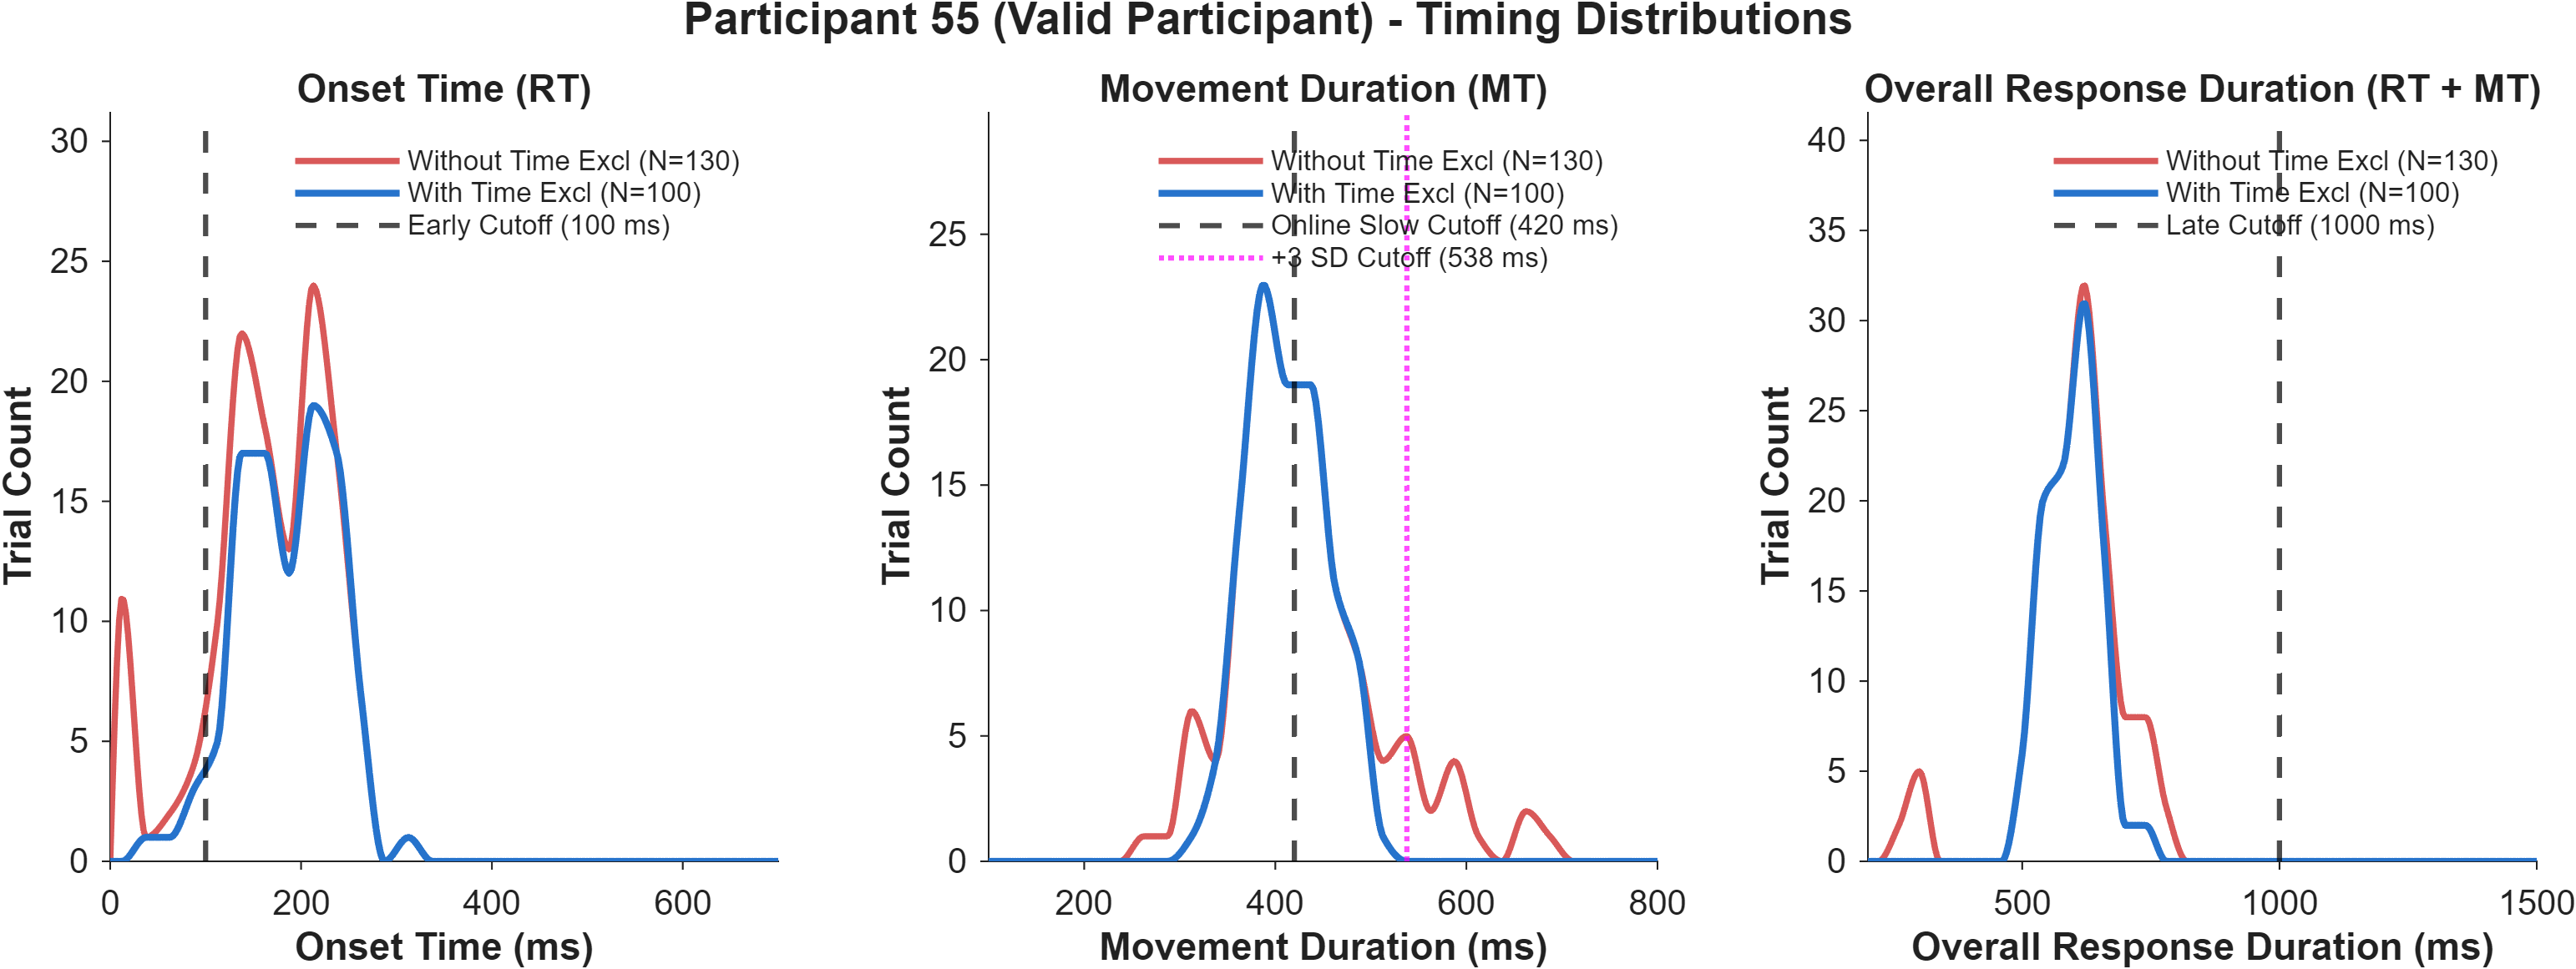 Participant 55 (Valid Participant) - Timing Distributions
Onset Time (RT)
30
25
20
15
10
5
0
Trial Count
Without Time Excl (N=130)
With Time Excl (N=100)
Early Cutoff (100 ms)
0 200 400 600
Onset Time (ms)
Movement Duration (MT)
25
20
15
10
5
0
Trial Count
Without Time Excl (N=130)
With Time Excl (N=100)
Online Slow Cutoff (420 ms)
+3 SD Cutoff (538 ms)
200 400 600 800
Movement Duration (ms)
Overall Response Duration (RT + MT)
40
35
30
25
20
15
10
5
0
Trial Count
Without Time Excl (N=130)
With Time Excl (N=100)
Late Cutoff (1000 ms)
500 1000 1500
Overall Response Duration (ms)